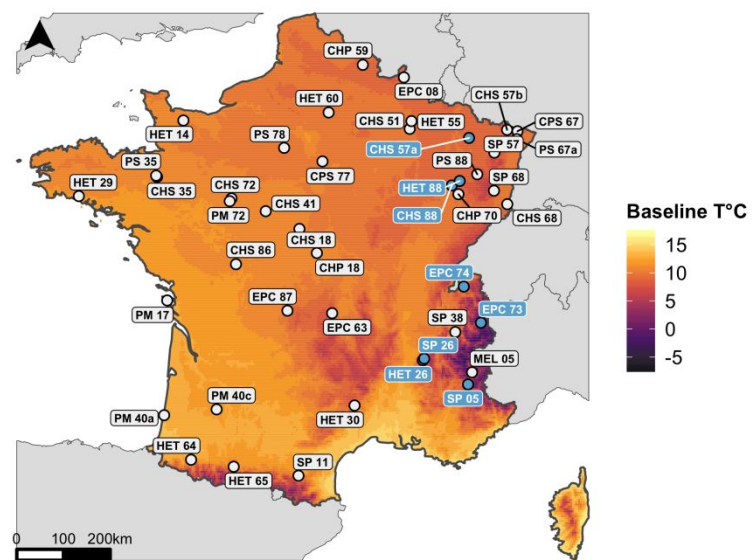 CHP 59
EPC 08
CHS 57b
HET 60
CHS 51
HET 55
CPS 67
HET 14
SP 57
PS 78
CHS 57a
PS 67a
PS 35
CPS 77
PS 88
HET 88
SP 68
HET 29
CHS 35
CHS 72
PM 72
CHS 41
CHS 88
CHP 70
CHS 68
CHS 18
CHS 86
CHP 18
EPC 74
EPC 87
EPC 73
PM 17
EPC 63
SP 38
SP 26
MEL 05
HET 26
SP 05
PM 40c
PM 40a
HET 30
HET 64
SP 11
HET 65
0 100 200km
Baseline T°C
15
10
5
0
-5